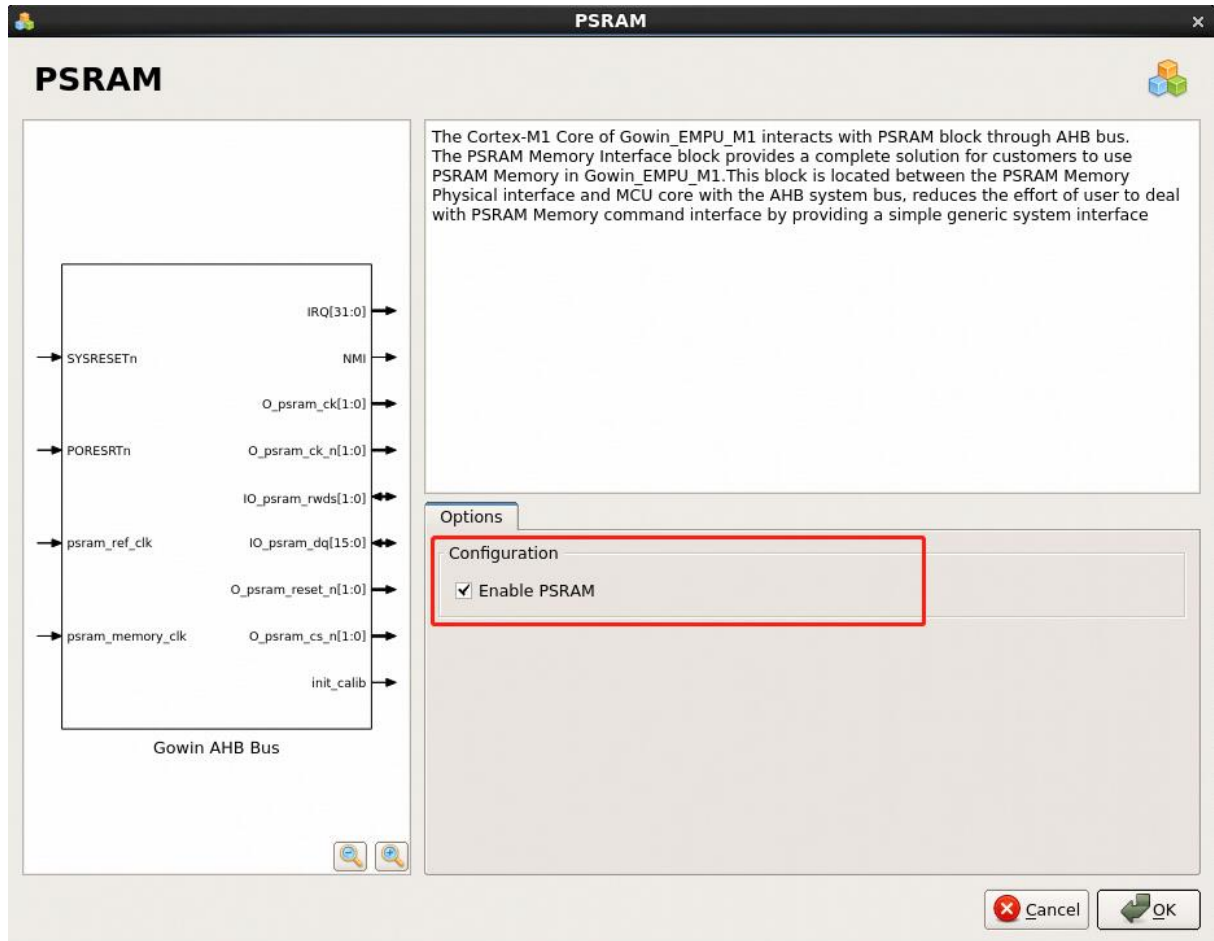 PSRAM
PSRAM
The Cortex-M1 Core of Gowin_EMPU_M1 interacts with PSRAM block through AHB bus.
The PSRAM Memory Interface block provides a complete solution for customers to use
PSRAM Memory in Gowin_EMPU_M1.This block is located between the PSRAM Memory
Physical interface and MCU core with the AHB system bus, reduces the effort of user to deal
with PSRAM Memory command interface by providing a simple generic system interface
IRQ[31:0]
SYSRESETn
NMI
O_psram_ck[1:0]
PORESRTn
O_psram_ck_n[1:0]
IO_psram_rwds[1:0]
psram_ref_clk
IO_psram_dq[15:0]
O_psram_reset_n[1:0]
psram_memory_clk
O_psram_cs_n[1:0]
init_calib
Gowin AHB Bus
Options
Configuration
Enable PSRAM
Cancel
OK